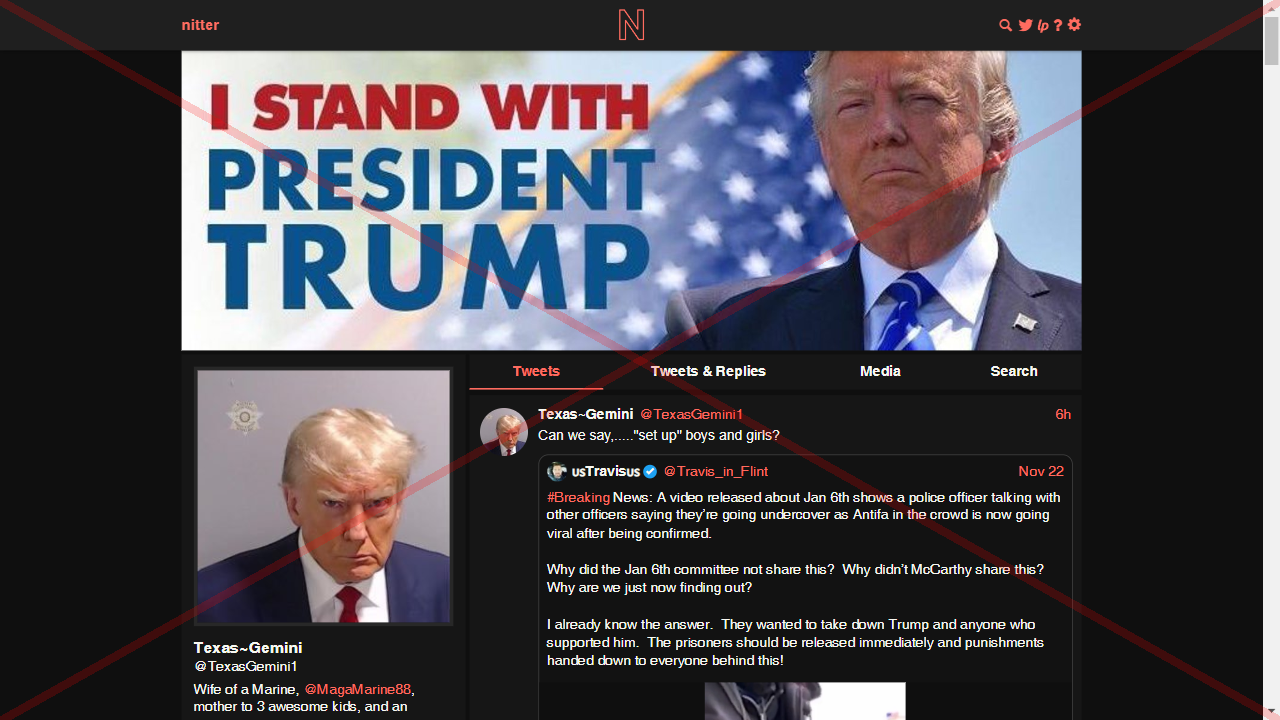 nitter
N
lp ?
I STAND WITH
PRESIDENT
TRUMP
Tweets
Tweets & Replies
Media
Search
Texas~Gemini @TexasGemini1 6h
Can we say,....."set up" boys and girls?
usTravisus @Travis_in_Flint Nov 22
#Breaking News: A video released about Jan 6th shows a police officer talking with
other officers saying they’re going undercover as Antifa in the crowd is now going
viral after being confirmed.
Why did the Jan 6th committee not share this?  Why didn’t McCarthy share this?
Why are we just now finding out?
I already know the answer.  They wanted to take down Trump and anyone who
supported him.  The prisoners should be released immediately and punishments
handed down to everyone behind this!
Texas~Gemini
@TexasGemini1
Wife of a Marine, @MagaMarine88,
mother to 3 awesome kids, and an